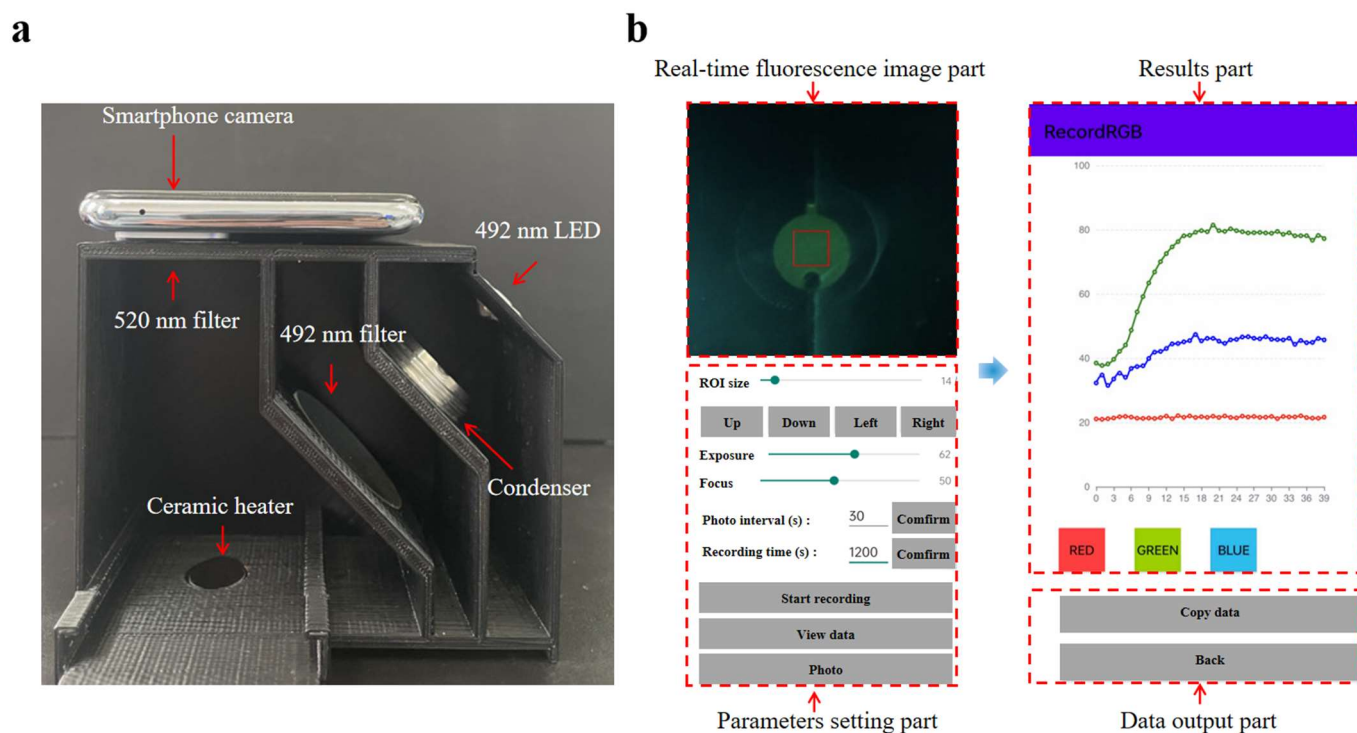 a
Smartphone camera
492 nm LED
520 nm filter
492 nm filter
Condenser
Ceramic heater
b
Real-time fluorescence image part
ROI size 14
Up Down Left Right
Exposure 62
Focus 50
Photo interval (s) : 30 Comfirm
Recording time (s) : 1200 Comfirm
Start recording
View data
Photo
Parameters setting part
Results part
RecordRGB
100
80
60
40
20
0
0 3 6 9 12 15 18 21 24 27 30 33 36 39
RED GREEN BLUE
Copy data
Back
Data output part